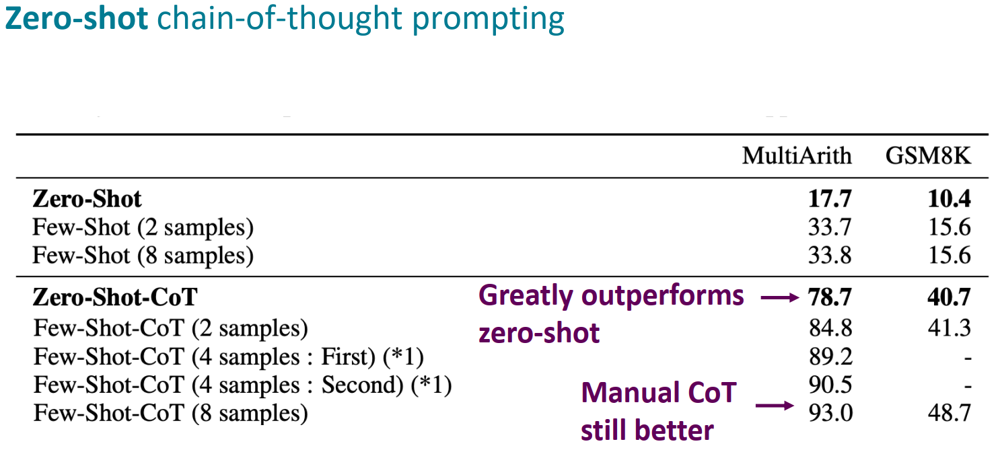 Zero-shot chain-of-thought prompting
MultiArith GSM8K
Zero-Shot 17.7 10.4
Few-Shot (2 samples) 33.7 15.6
Few-Shot (8 samples) 33.8 15.6
Zero-Shot-CoT Greatly outperforms → 78.7 40.7
zero-shot
Few-Shot-CoT (2 samples) 84.8 41.3
Few-Shot-CoT (4 samples : First) (*1) 89.2 -
Few-Shot-CoT (4 samples : Second) (*1) 90.5 -
Manual CoT →
still better
Few-Shot-CoT (8 samples) 93.0 48.7